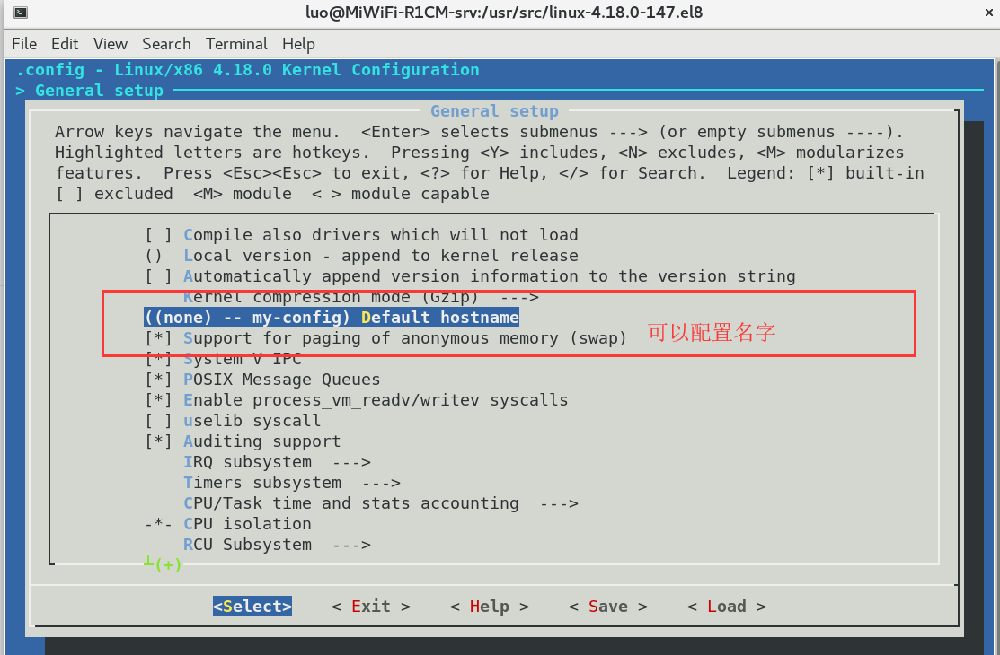 luo@MiWiFi-R1CM-srv:/usr/src/linux-4.18.0-147.el8 ×
File Edit View Search Terminal Help
.config - Linux/x86 4.18.0 Kernel Configuration
> General setup
General setup
Arrow keys navigate the menu.  <Enter> selects submenus ---> (or empty submenus ----).
Highlighted letters are hotkeys.  Pressing <Y> includes, <N> excludes, <M> modularizes
features.  Press <Esc><Esc> to exit, <?> for Help, </> for Search.  Legend: [*] built-in
[ ] excluded  <M> module  < > module capable
[ ] Compile also drivers which will not load
()  Local version - append to kernel release
[ ] Automatically append version information to the version string
Kernel compression mode (Gzip)  --->
((none) -- my-config) Default hostname
[*] Support for paging of anonymous memory (swap) 可以配置名字
[*] System V IPC
[*] POSIX Message Queues
[*] Enable process_vm_readv/writev syscalls
[ ] uselib syscall
[*] Auditing support
IRQ subsystem  --->
Timers subsystem  --->
CPU/Task time and stats accounting  --->
-*- CPU isolation
RCU Subsystem  --->
┴(+)
<Select> < Exit > < Help > < Save > < Load >